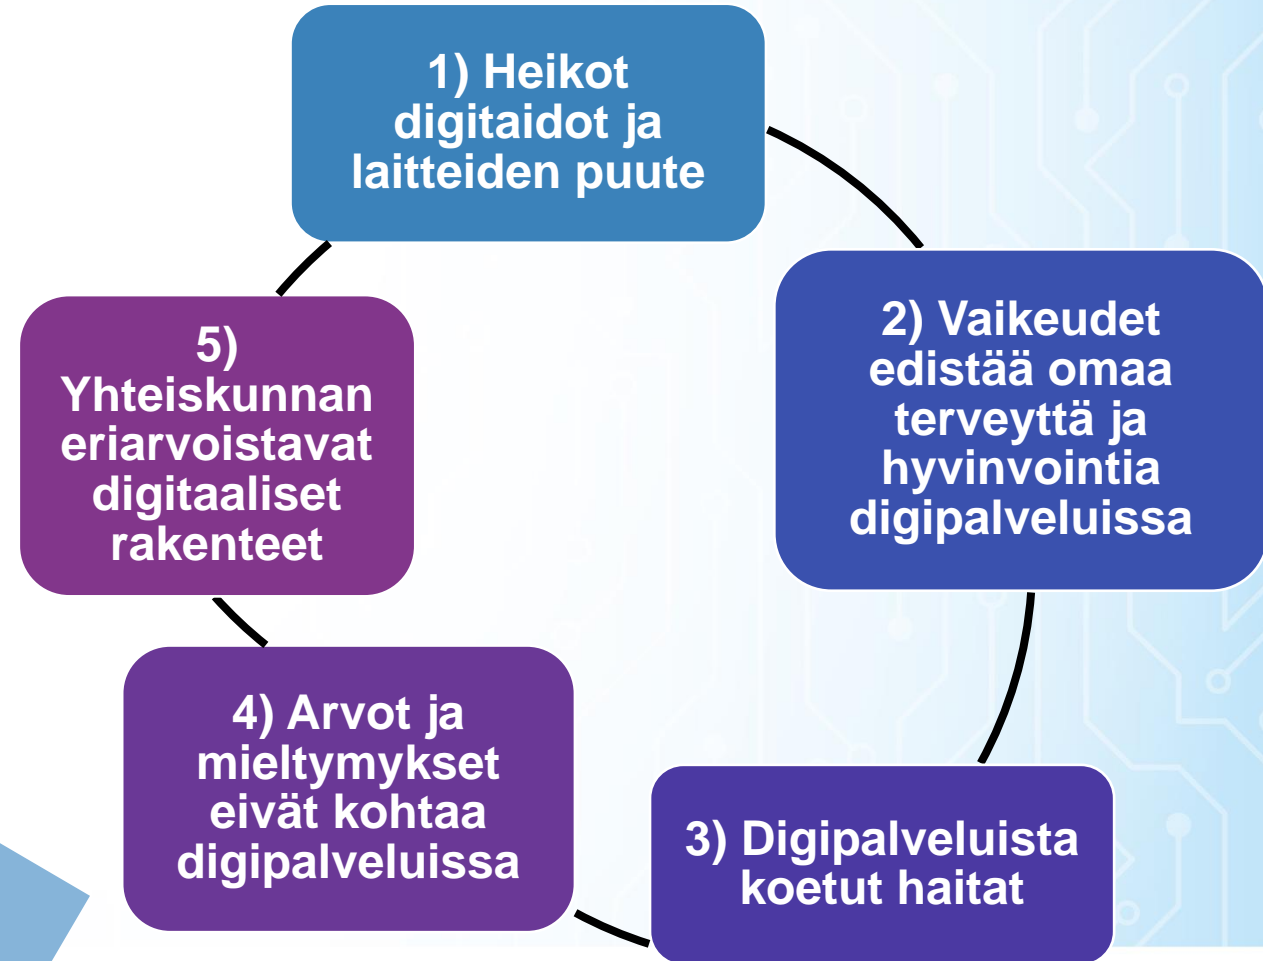 1) Heikot
digitaidot ja
laitteiden puute
2) Vaikeudet
edistää omaa
terveyttä ja
hyvinvointia
digipalveluissa
3) Digipalveluista
koetut haitat
4) Arvot ja
mieltymykset
eivät kohtaa
digipalveluissa
5)
Yhteiskunnan
eriarvoistavat
digitaaliset
rakenteet